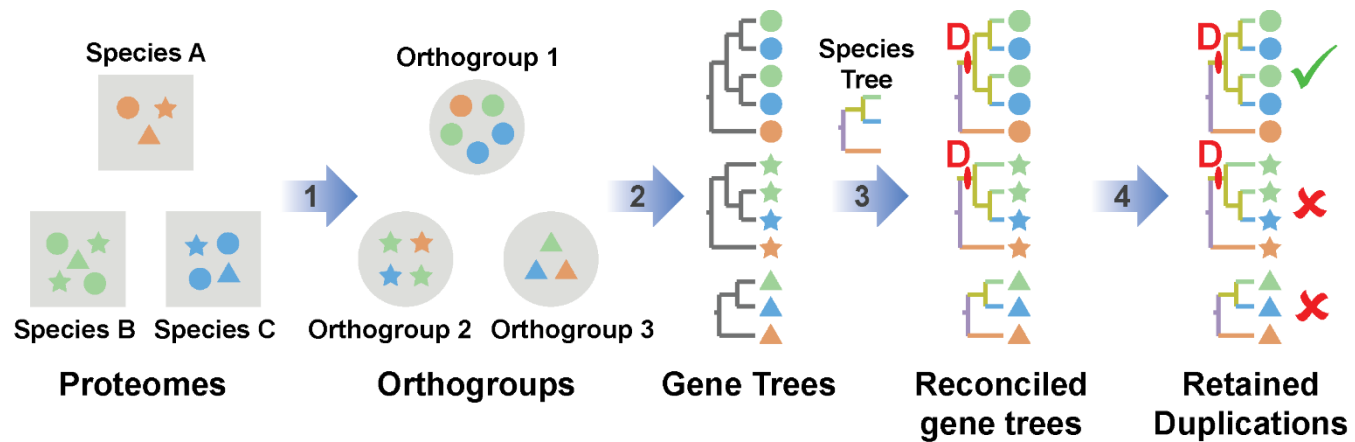 Species A
Species B
Species C
Proteomes
1
Orthogroup 1
Orthogroup 2
Orthogroup 3
Orthogroups
2
Gene Trees
Species
Tree
3
D
D
Reconciled
gene trees
4
D
D
Retained
Duplications